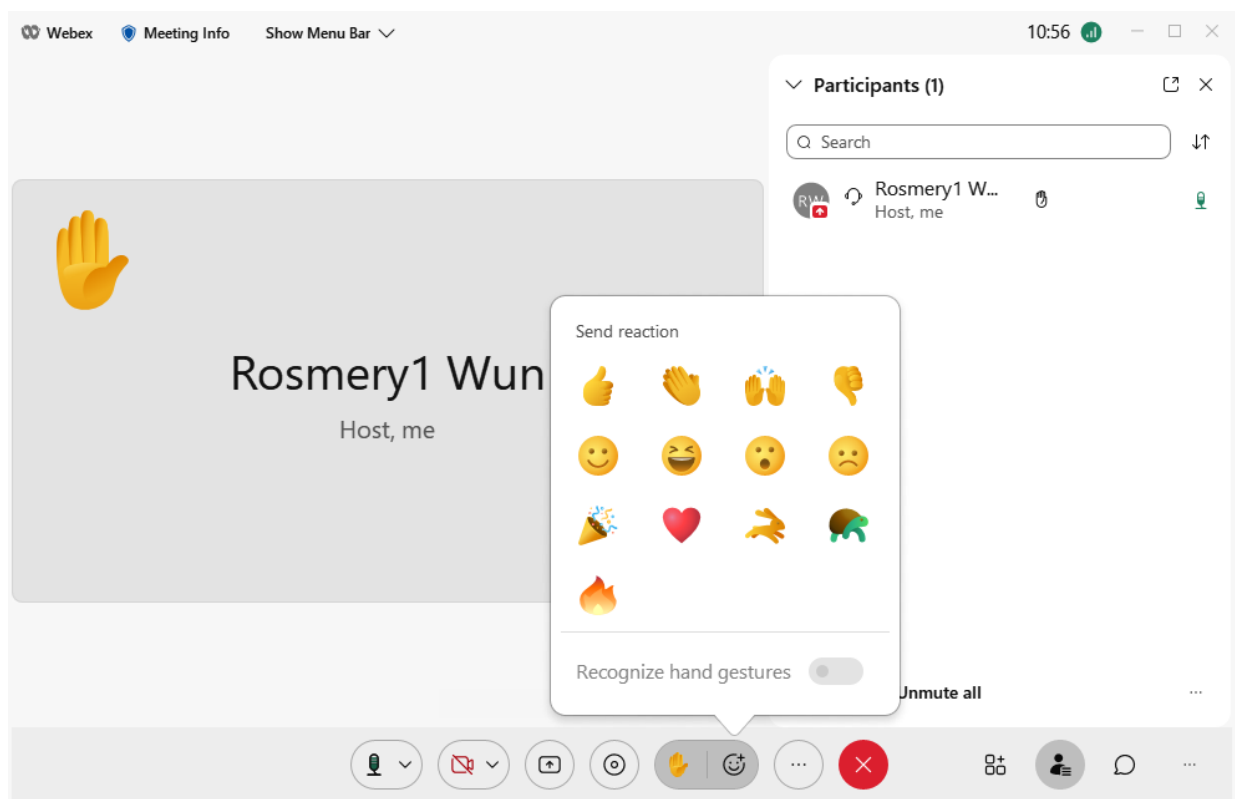 Webex Meeting Info Show Menu Bar 10:56
Participants (1)
Search
RW Rosmery1 W...
Host, me
Rosmery1 Wun
Host, me
Send reaction
Recognize hand gestures
Unmute all